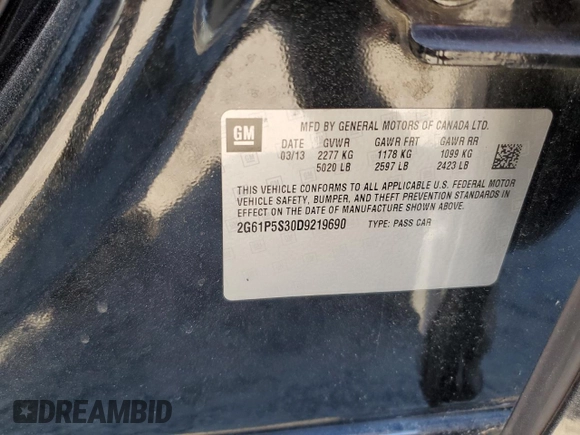 GM
MFD BY GENERAL MOTORS OF CANADA LTD.
DATE GVWR GAWR FRT GAWR RR
03/13 2277 KG 1178 KG 1099 KG
5020 LB 2597 LB 2423 LB
THIS VEHICLE CONFORMS TO ALL APPLICABLE U.S. FEDERAL MOTOR
VEHICLE SAFETY, BUMPER, AND THEFT PREVENTION STANDARDS IN
EFFECT ON THE DATE OF MANUFACTURE SHOWN ABOVE.
2G61P5S30D9219690 TYPE: PASS CAR
DREAMBID